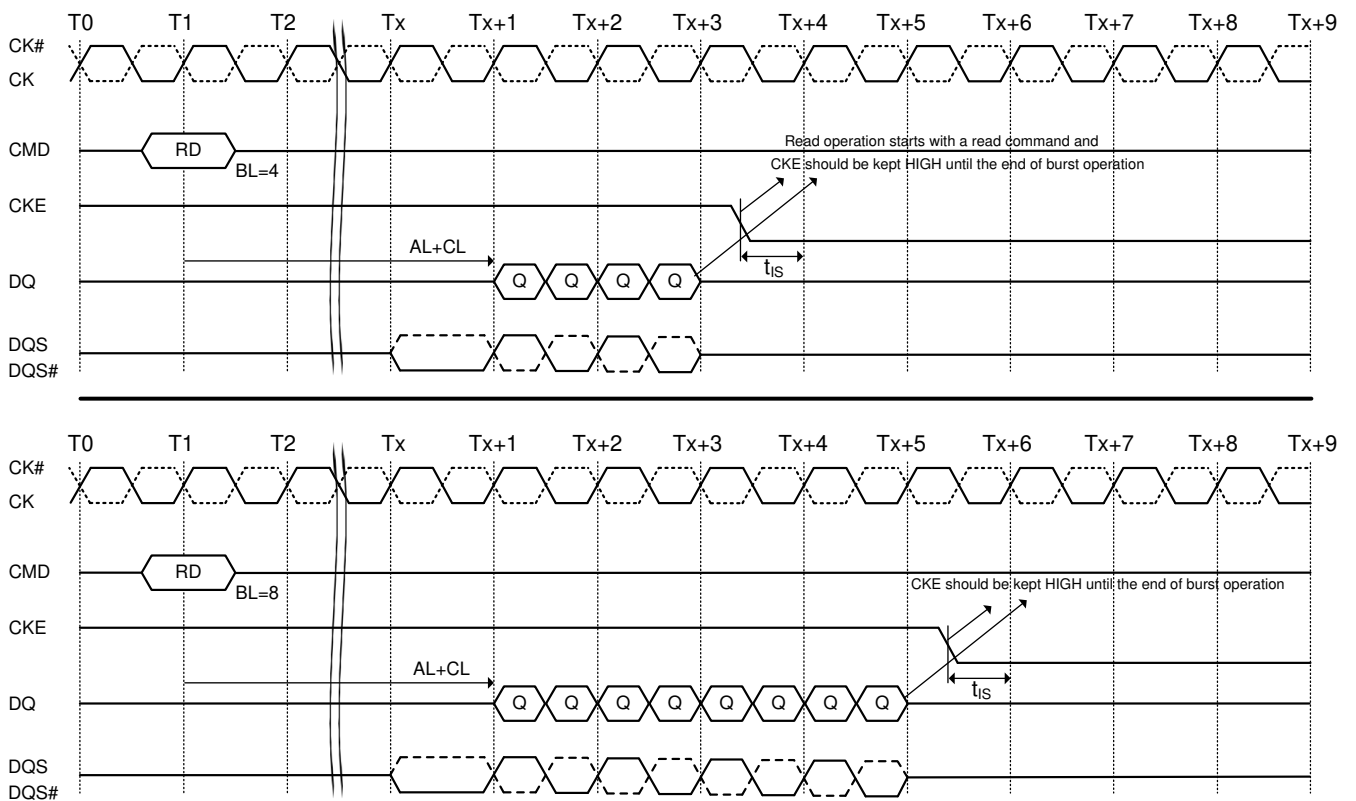 T0 T1 T2 Tx Tx+1 Tx+2 Tx+3 Tx+4 Tx+5 Tx+6 Tx+7 Tx+8 Tx+9
CK#
CK
CMD RD BL=4
Read operation starts with a read command and
CKE should be kept HIGH until the end of burst operation
CKE
AL+CL
tIS
DQ Q Q Q Q
DQS
DQS#
T0 T1 T2 Tx Tx+1 Tx+2 Tx+3 Tx+4 Tx+5 Tx+6 Tx+7 Tx+8 Tx+9
CK#
CK
CMD RD BL=8
CKE should be kept HIGH until the end of burst operation
CKE
AL+CL
tIS
DQ Q Q Q Q Q Q Q Q
DQS
DQS#